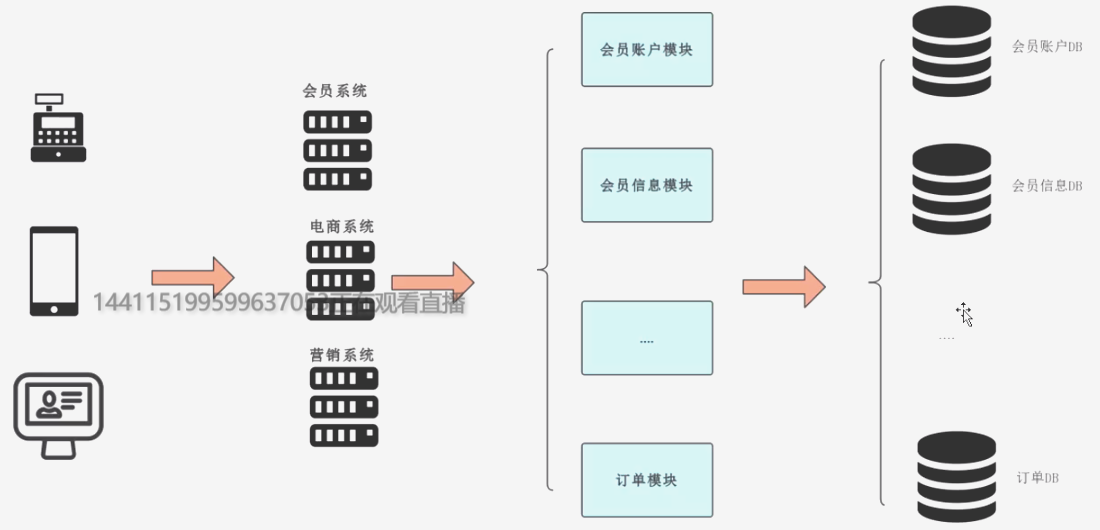 会员系统
电商系统
营销系统
会员账户模块
会员信息模块
....
订单模块
会员账户DB
会员信息DB
....
订单DB
144115199599637053正在观看直播